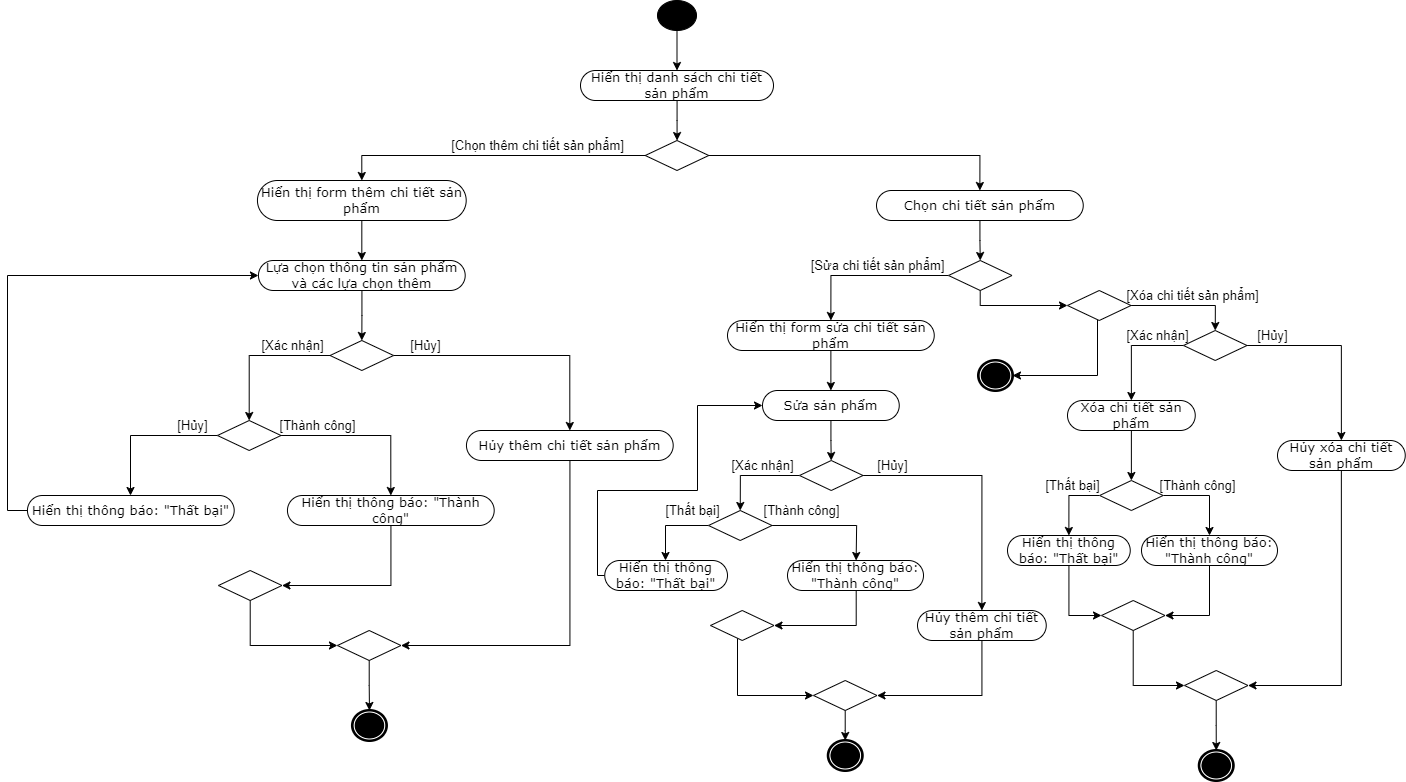 Hiển thị danh sách chi tiết
sản phẩm
[Chọn thêm chi tiết sản phẩm]
Hiển thị form thêm chi tiết sản
phẩm
Chọn chi tiết sản phẩm
Lựa chọn thông tin sản phẩm
và các lựa chọn thêm
[Sửa chi tiết sản phẩm]
[Xóa chi tiết sản phẩm]
Hiển thị form sửa chi tiết sản
phẩm
[Xác nhận]
[Hủy]
[Xác nhận]
[Hủy]
Sửa sản phẩm
Xóa chi tiết sản
phẩm
[Hủy]
[Thành công]
Hủy thêm chi tiết sản phẩm
Hủy xóa chi tiết
sản phẩm
[Xác nhận]
[Hủy]
[Thất bại]
[Thành công]
Hiển thị thông báo: "Thất bại"
Hiển thị thông báo: "Thành
công"
[Thất bại]
[Thành công]
Hiển thị thông
báo: "Thất bại"
Hiển thị thông báo:
"Thành công"
Hiển thị thông
báo: "Thất bại"
Hiển thị thông báo:
"Thành công"
Hủy thêm chi tiết
sản phẩm